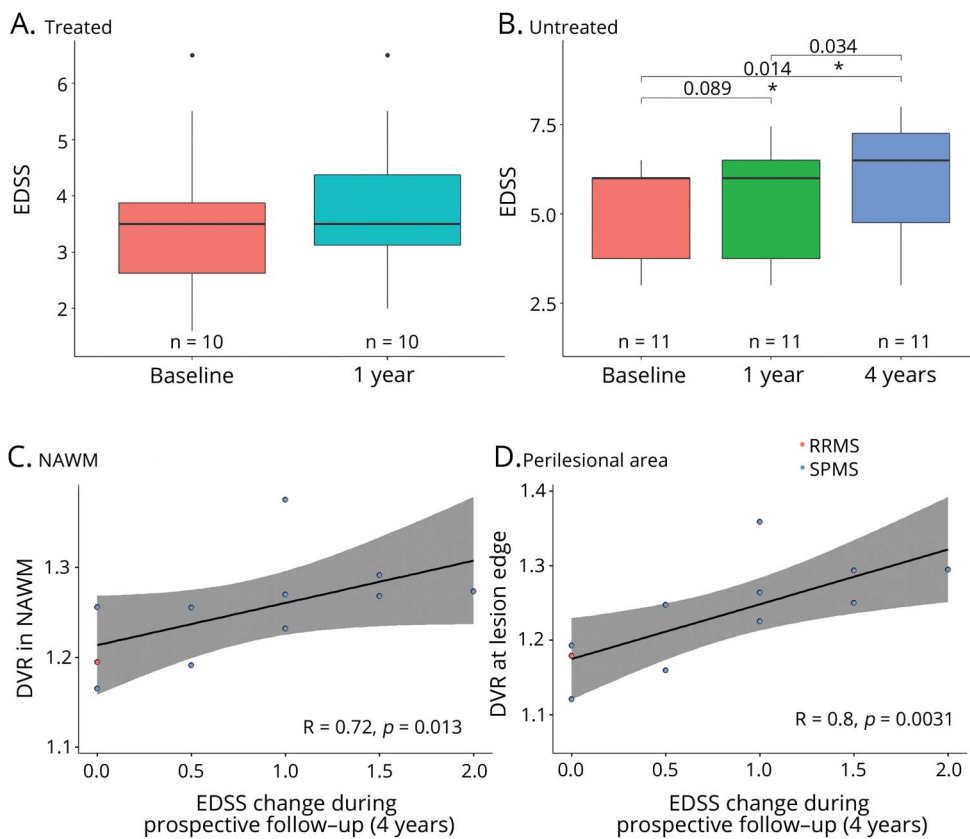 A. Treated
EDSS
6
5
4
3
2
n = 10
n = 10
Baseline
1 year
B. Untreated
EDSS
7.5
5.0
2.5
0.034
0.014
*
0.089
*
n = 11
n = 11
n = 11
Baseline
1 year
4 years
C. NAWM
DVR in NAWM
1.3
1.2
1.1
R = 0.72, p = 0.013
0.0
0.5
1.0
1.5
2.0
EDSS change during
prospective follow–up (4 years)
D. Perilesional area
RRMS
SPMS
DVR at lesion edge
1.4
1.3
1.2
1.1
R = 0.8, p = 0.0031
0.0
0.5
1.0
1.5
2.0
EDSS change during
prospective follow–up (4 years)